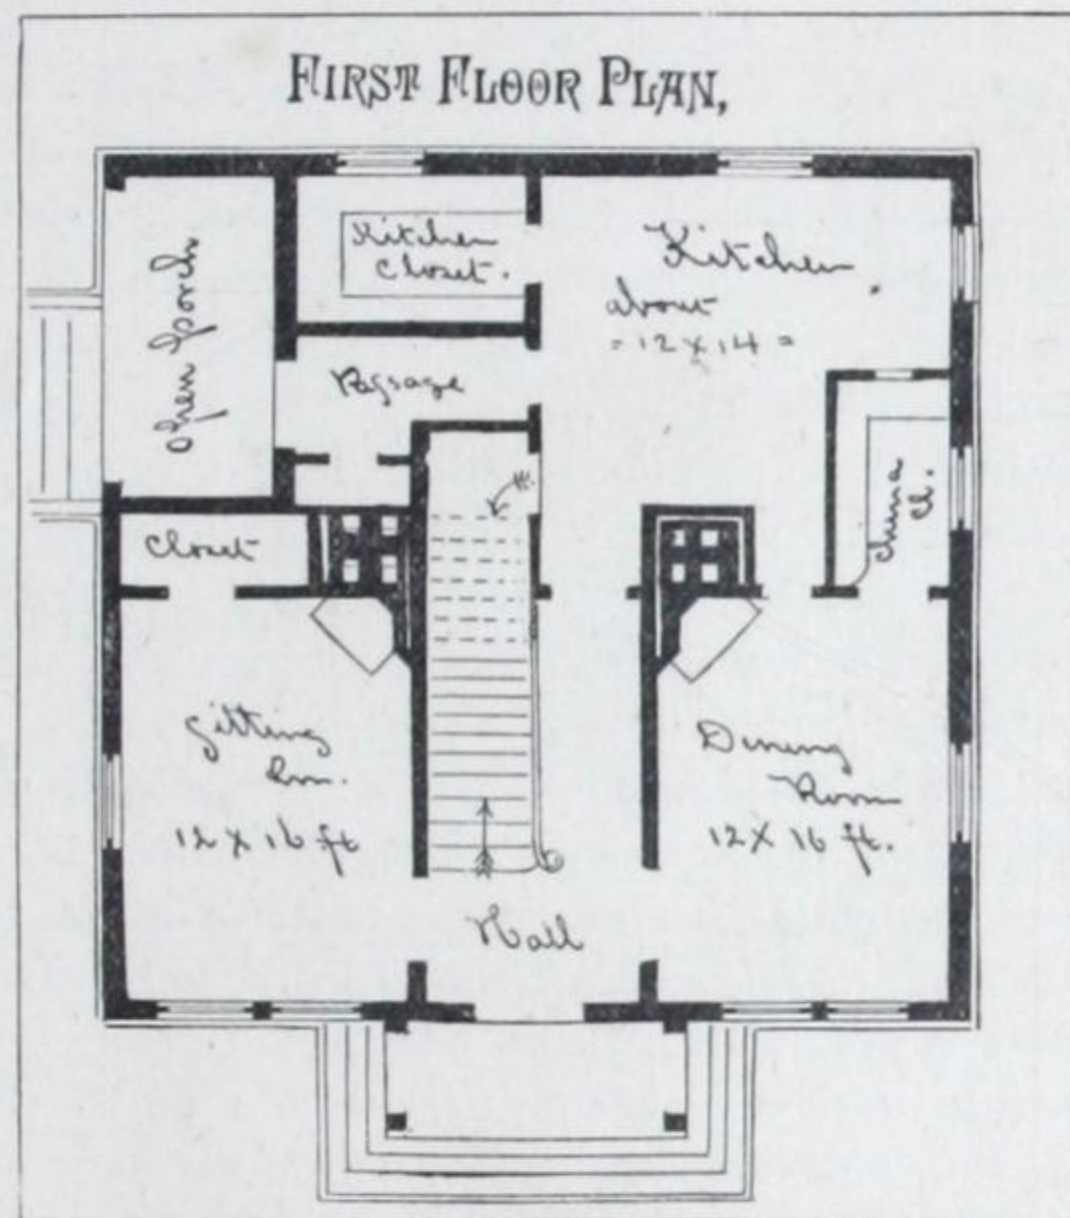 FIRST FLOOR PLAN,
Kitchen
Closet.
Kitchen
about
= 12 X 14 =
Open Porch
Passage
China
Cl.
Closet
Sitting
Rm.
12 X 16 ft
Dining
Room
12 X 16 ft.
Hall